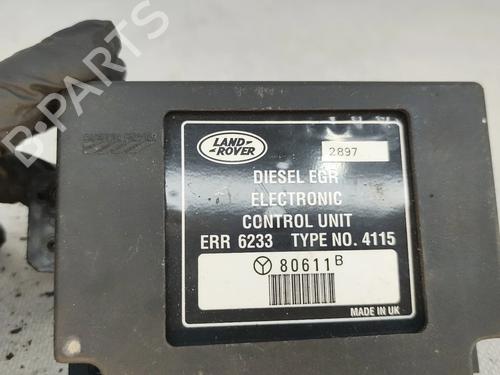 B-PARTS
LAND-
ROVER
2897
DIESEL EGR
ELECTRONIC
CONTROL UNIT
ERR 6233 TYPE NO. 4115
80611B
MADE IN UK